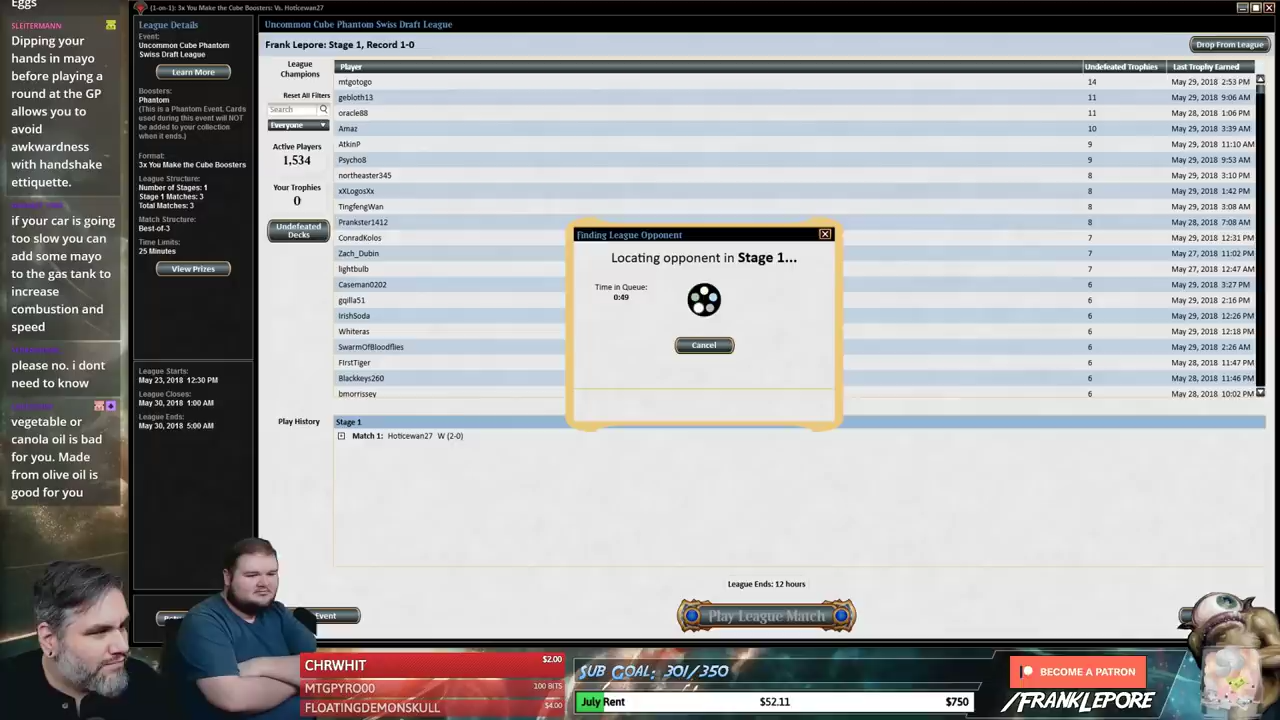 Eggs
SLEITERMANN
Dipping your
hands in mayo
before playing a
round at the GP
allows you to
avoid
awkwardness
with handshake
ettiquette.
if your car is going
to slow you can
add some mayo
to the gas tank to
increase
combustion and
speed
please no. i dont
need to know
vegetable or
canola oil is bad
for you. Made
from olive oil is
good for you
(1-on-1): 3x You Make the Cube Boosters: Vs. Hoticewan27
League Details
Event:
Uncommon Cube Phantom
Swiss Draft League
Learn More
Boosters:
Phantom
(This is a Phantom Event. Cards
used during this event will NOT
be added to your collection
when it ends.)
Format:
3x You Make the Cube Boosters
League Structure:
Number of Stages: 1
Stage 1 Matches: 3
Total Matches: 3
Match Structure:
Best-of-3
Time Limits:
25 Minutes
View Prizes
League Starts:
May 23, 2018 12:30 PM
League Closes:
May 30, 2018 1:00 AM
League Ends:
May 30, 2018 5:00 AM
Uncommon Cube Phantom Swiss Draft League
Frank Lepore: Stage 1, Record 1-0
Drop From League
League
Champions
Reset All Filters
Search
Everyone
Active Players
1,534
Your Trophies
0
Undefeated
Decks
Player Undefeated Trophies Last Trophy Earned
mtgotogo 14 May 29, 2018 2:53 PM
gebloth13 11 May 29, 2018 9:06 AM
oracle88 11 May 28, 2018 1:06 PM
Amaz 10 May 29, 2018 3:39 AM
AtkinP 9 May 29, 2018 11:10 AM
Psycho8 9 May 29, 2018 9:53 AM
northeaster345 8 May 29, 2018 3:10 PM
xXLogosXx 8 May 29, 2018 1:42 PM
TingfengWan 8 May 29, 2018 3:08 AM
Prankster1412 8 May 28, 2018 7:08 AM
ConradKolos 7 May 29, 2018 12:31 PM
Zach_Dubin 7 May 27, 2018 11:02 PM
lightbulb 7 May 27, 2018 12:47 AM
Caseman0202 6 May 29, 2018 3:27 PM
gqilla51 6 May 29, 2018 2:16 PM
IrishSoda 6 May 29, 2018 12:26 PM
Whiteras 6 May 29, 2018 12:18 PM
SwarmOfBloodflies 6 May 29, 2018 2:26 AM
FirstTiger 6 May 28, 2018 11:47 PM
Blackkeys260 6 May 28, 2018 11:46 PM
bmorrissey 6 May 28, 2018 10:02 PM
Finding League Opponent
Locating opponent in Stage 1...
Time in Queue:
0:49
Cancel
Play History
Stage 1
Match 1: Hoticewan27 W (2-0)
League Ends: 12 hours
Event
Play League Match
CHRWHIT $2.00
MTGPYRO00 100 BITS
FLOATINGDEMONSKULL $4.00
SUB GOAL: 301/350
July Rent $52.11 $750
BECOME A PATRON
/FRANKLEPORE